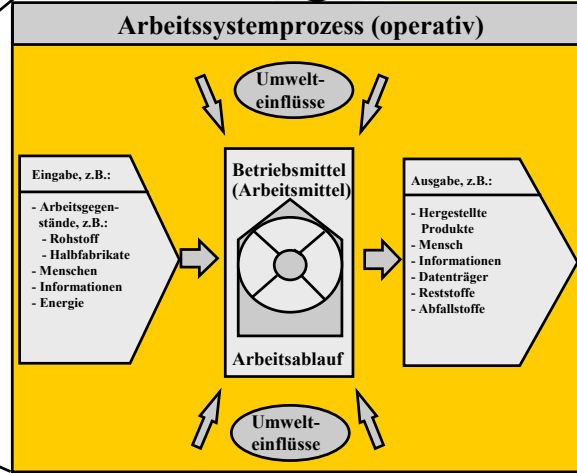 Arbeitssystemprozess (operativ)
Umwelt-
einflüsse
Eingabe, z.B.:
- Arbeitsgegen-
stände, z.B.:
- Rohstoff
- Halbfabrikate
- Menschen
- Informationen
- Energie
Betriebsmittel
(Arbeitsmittel)
Arbeitsablauf
Ausgabe, z.B.:
- Hergestellte
Produkte
- Mensch
- Informationen
- Datenträger
- Reststoffe
- Abfallstoffe
Umwelt-
einflüsse